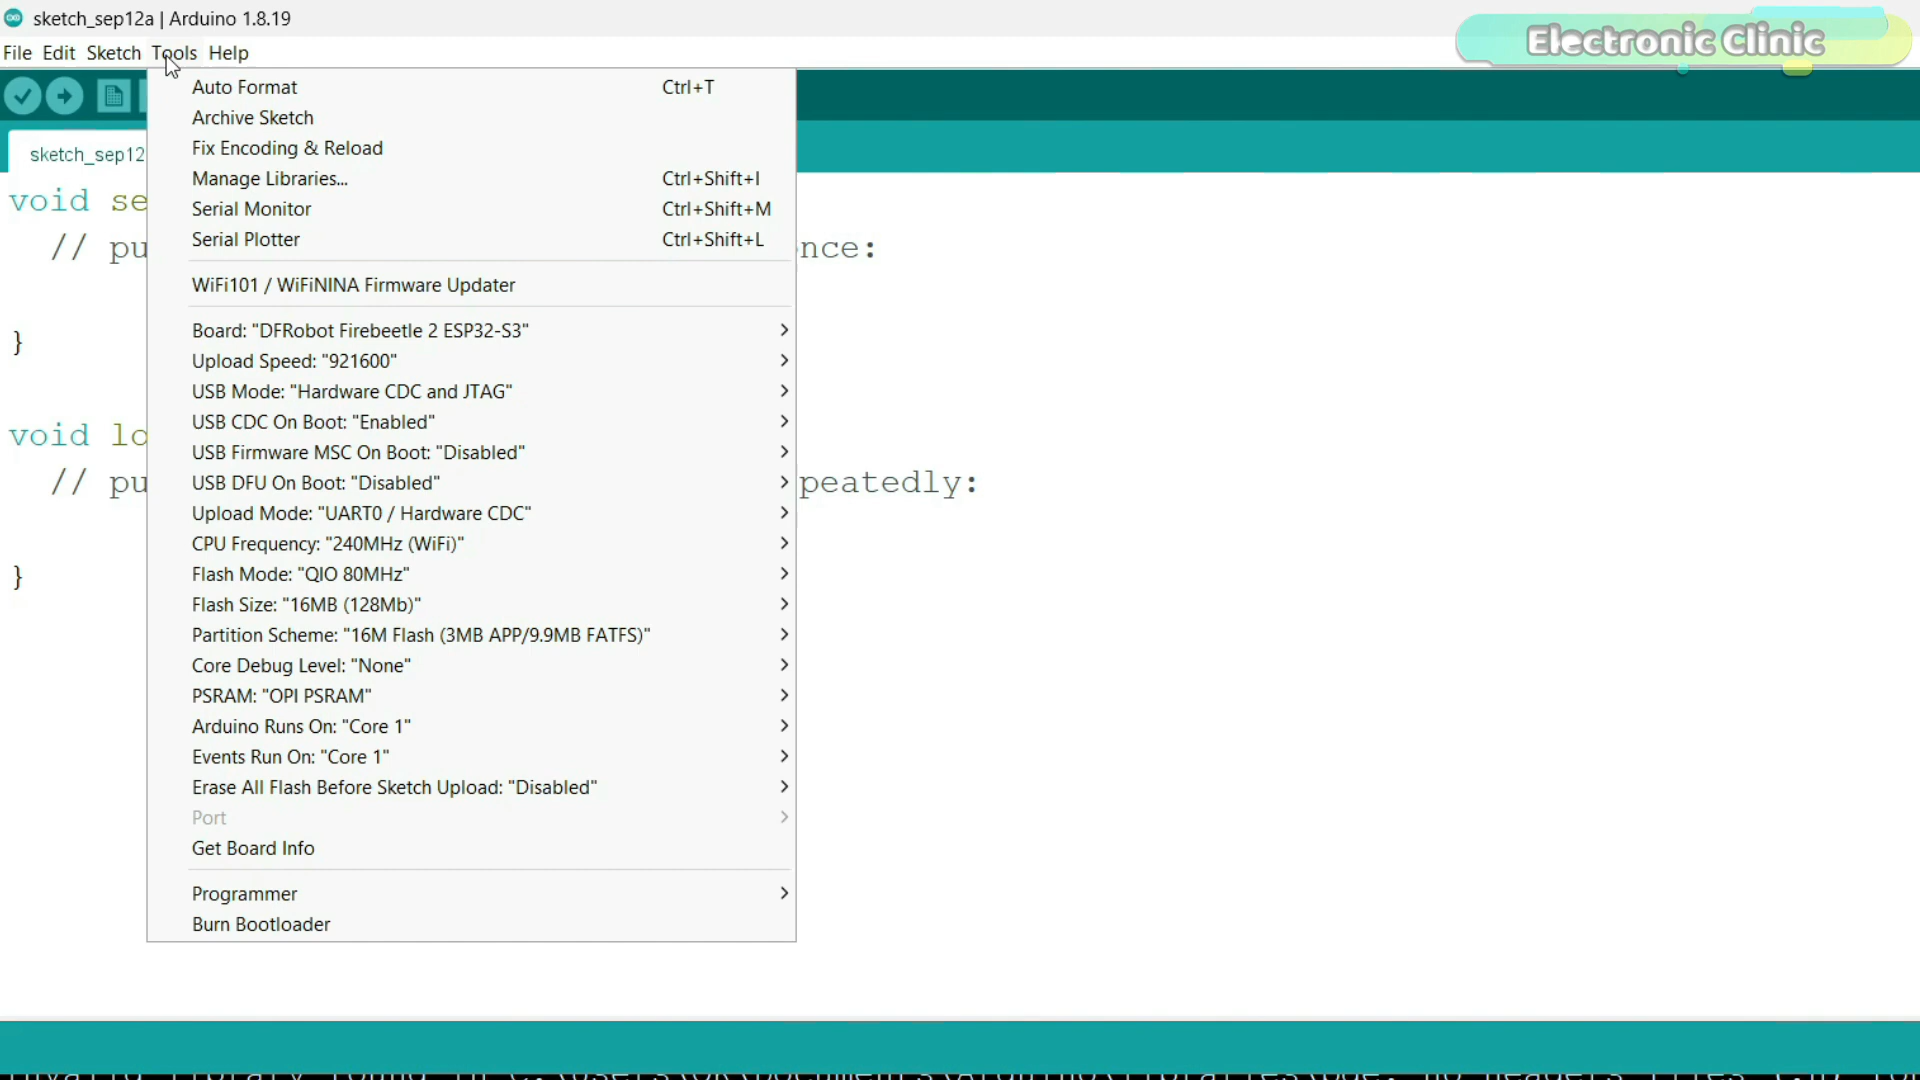 sketch_sep12a | Arduino 1.8.19
Electronic Clinic
File Edit Sketch Tools Help
Auto Format Ctrl+T
Archive Sketch
sketch_sep12
Fix Encoding & Reload
Manage Libraries... Ctrl+Shift+I
void se
Serial Monitor Ctrl+Shift+M
Serial Plotter Ctrl+Shift+L
// pu nce:
WiFi101 / WiFiNINA Firmware Updater
Board: "DFRobot Firebeetle 2 ESP32-S3"
}
Upload Speed: "921600"
USB Mode: "Hardware CDC and JTAG"
USB CDC On Boot: "Enabled"
void lo
USB Firmware MSC On Boot: "Disabled"
USB DFU On Boot: "Disabled"
// pu peatedly:
Upload Mode: "UART0 / Hardware CDC"
CPU Frequency: "240MHz (WiFi)"
Flash Mode: "QIO 80MHz"
}
Flash Size: "16MB (128Mb)"
Partition Scheme: "16M Flash (3MB APP/9.9MB FATFS)"
Core Debug Level: "None"
PSRAM: "OPI PSRAM"
Arduino Runs On: "Core 1"
Events Run On: "Core 1"
Erase All Flash Before Sketch Upload: "Disabled"
Port
Get Board Info
Programmer
Burn Bootloader